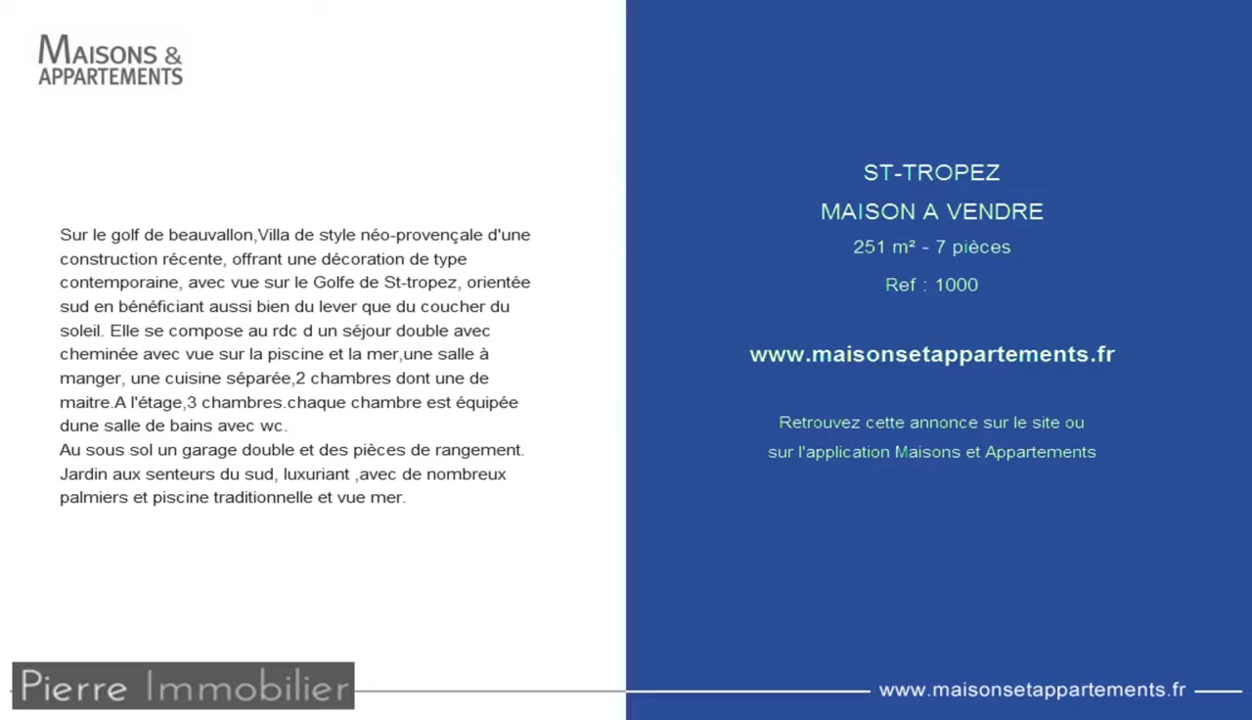 MAISONS &
APPARTEMENTS
Sur le golf de beauvallon,Villa de style néo-provençale d'une
construction récente, offrant une décoration de type
contemporaine, avec vue sur le Golfe de St-tropez, orientée
sud en bénéficiant aussi bien du lever que du coucher du
soleil. Elle se compose au rdc d un séjour double avec
cheminée avec vue sur la piscine et la mer,une salle à
manger, une cuisine séparée,2 chambres dont une de
maitre.A l'étage,3 chambres.chaque chambre est équipée
dune salle de bains avec wc.
Au sous sol un garage double et des pièces de rangement.
Jardin aux senteurs du sud, luxuriant ,avec de nombreux
palmiers et piscine traditionnelle et vue mer.
Pierre Immobilier
ST-TROPEZ
MAISON A VENDRE
251 m² - 7 pièces
Ref : 1000
www.maisonsetappartements.fr
Retrouvez cette annonce sur le site ou
sur l'application Maisons et Appartements
www.maisonsetappartements.fr